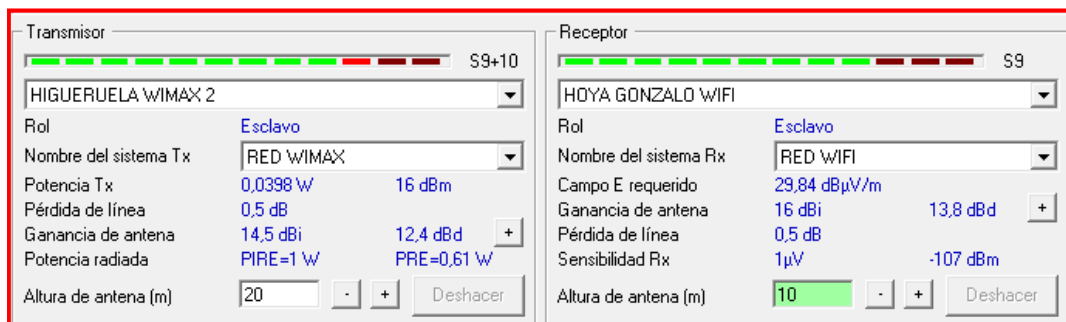 Transmisor
S9+10
HIGUERUELA WIMAX 2
Rol Esclavo
Nombre del sistema Tx RED WIMAX
Potencia Tx 0,0398 W 16 dBm
Pérdida de línea 0,5 dB
Ganancia de antena 14,5 dBi 12,4 dBd +
Potencia radiada PIRE=1 W PRE=0,61 W
Altura de antena (m) 20 - + Deshacer
Receptor
S9
HOYA GONZALO WIFI
Rol Esclavo
Nombre del sistema Rx RED WIFI
Campo E requerido 29,84 dBµV/m
Ganancia de antena 16 dBi 13,8 dBd +
Pérdida de línea 0,5 dB
Sensibilidad Rx 1µV -107 dBm
Altura de antena (m) 10 - + Deshacer